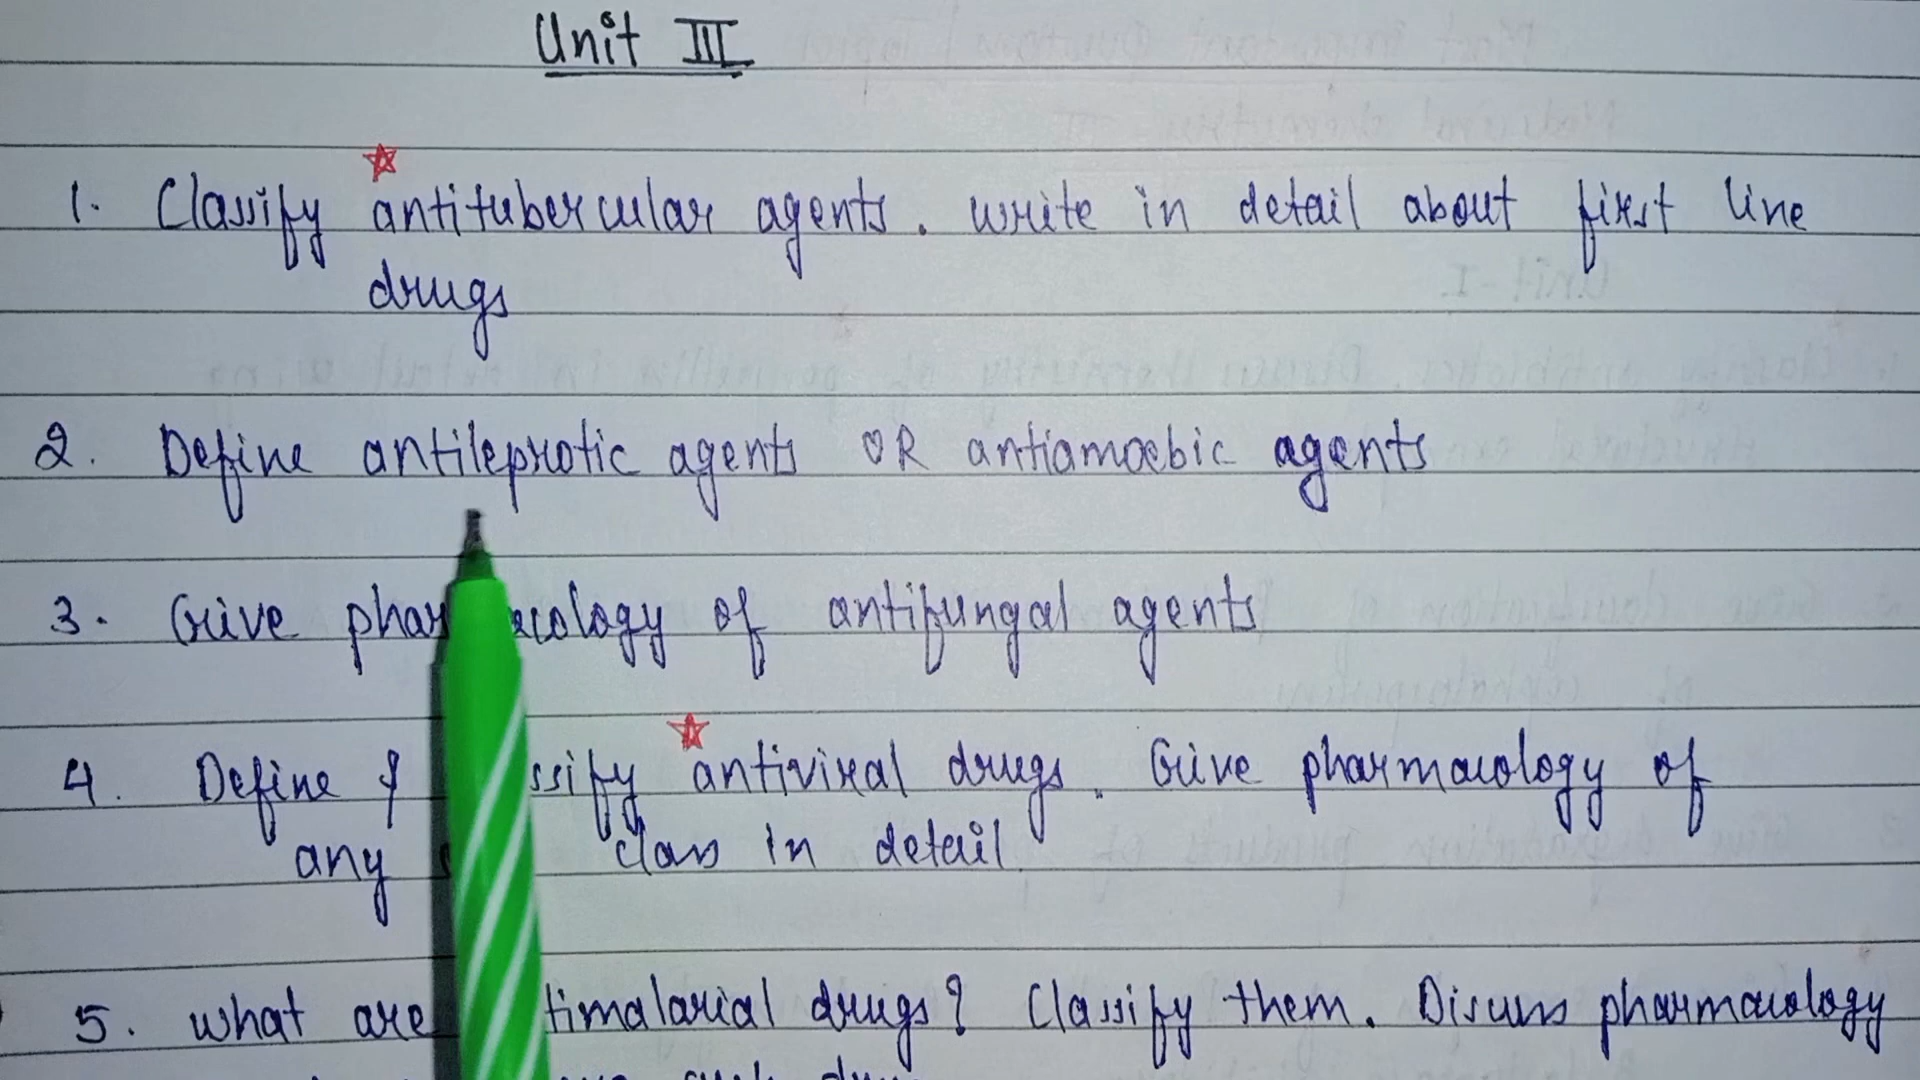 Unit III
1. Classify antitubercular agents. write in detail about first line
drugs
2. Define antileprotic agents OR antiamoebic agents
3. Give pharmacology of antifungal agents
4. Define & classify antiviral drugs. Give pharmacology of
any class in detail
5. what are antimalarial drugs? Classify them. Discuss pharmacology